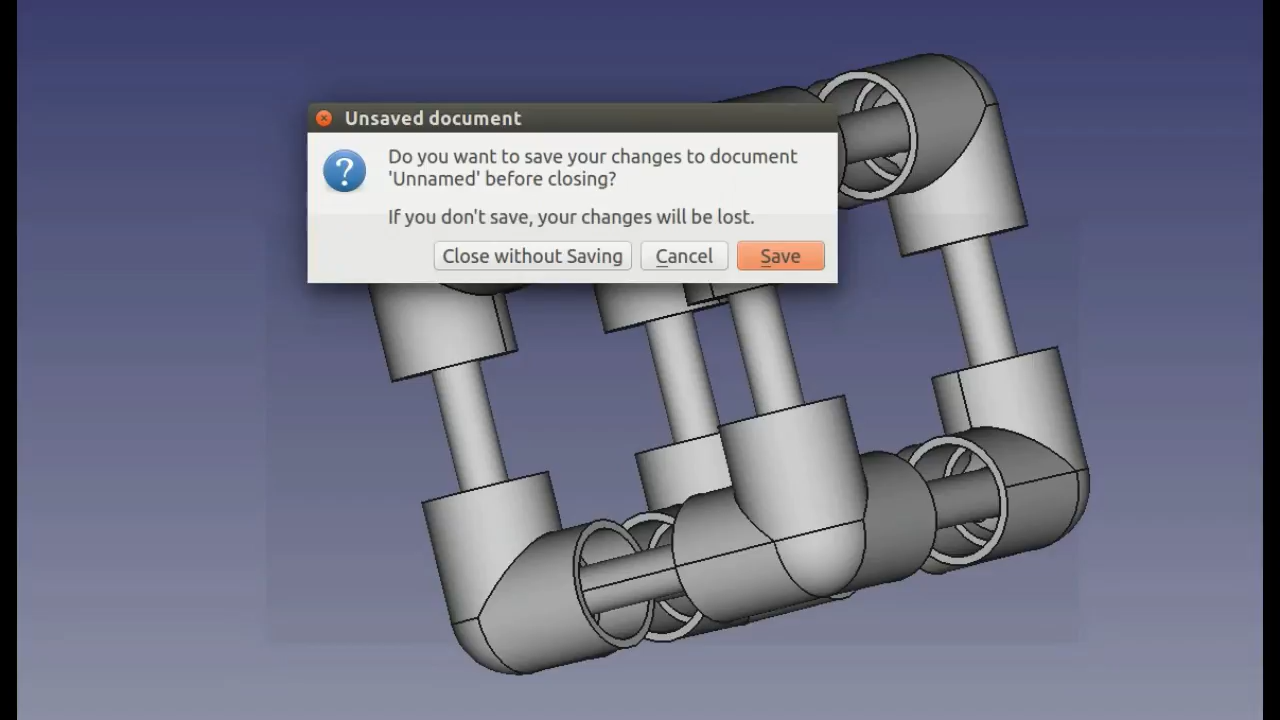 Unsaved document
Do you want to save your changes to document
'Unnamed' before closing?
If you don't save, your changes will be lost.
Close without Saving Cancel Save